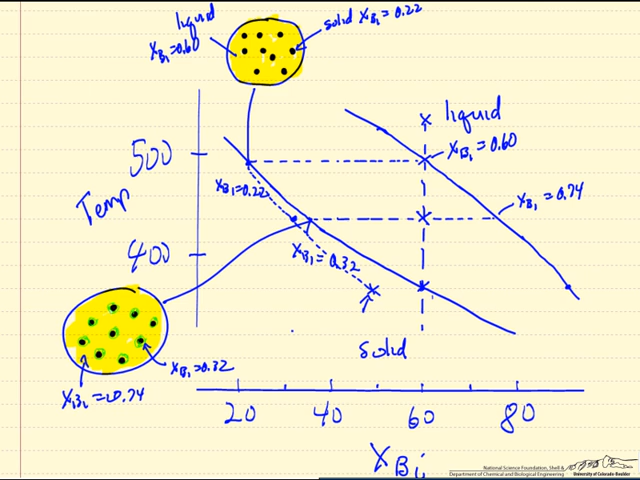 liquid
X_Bi=0.60
solid X_Bi=0.22
liquid
X_Bi=0.60
500
X_Bi=0.22
X_Bi=0.74
Temp
X_Bi=0.32
400
solid
X_Bi=0.32
X_Bi=0.74
20 40 60 80
X_Bi
National Science Foundation, Shell &
Department of Chemical and Biological Engineering
University of Colorado Boulder